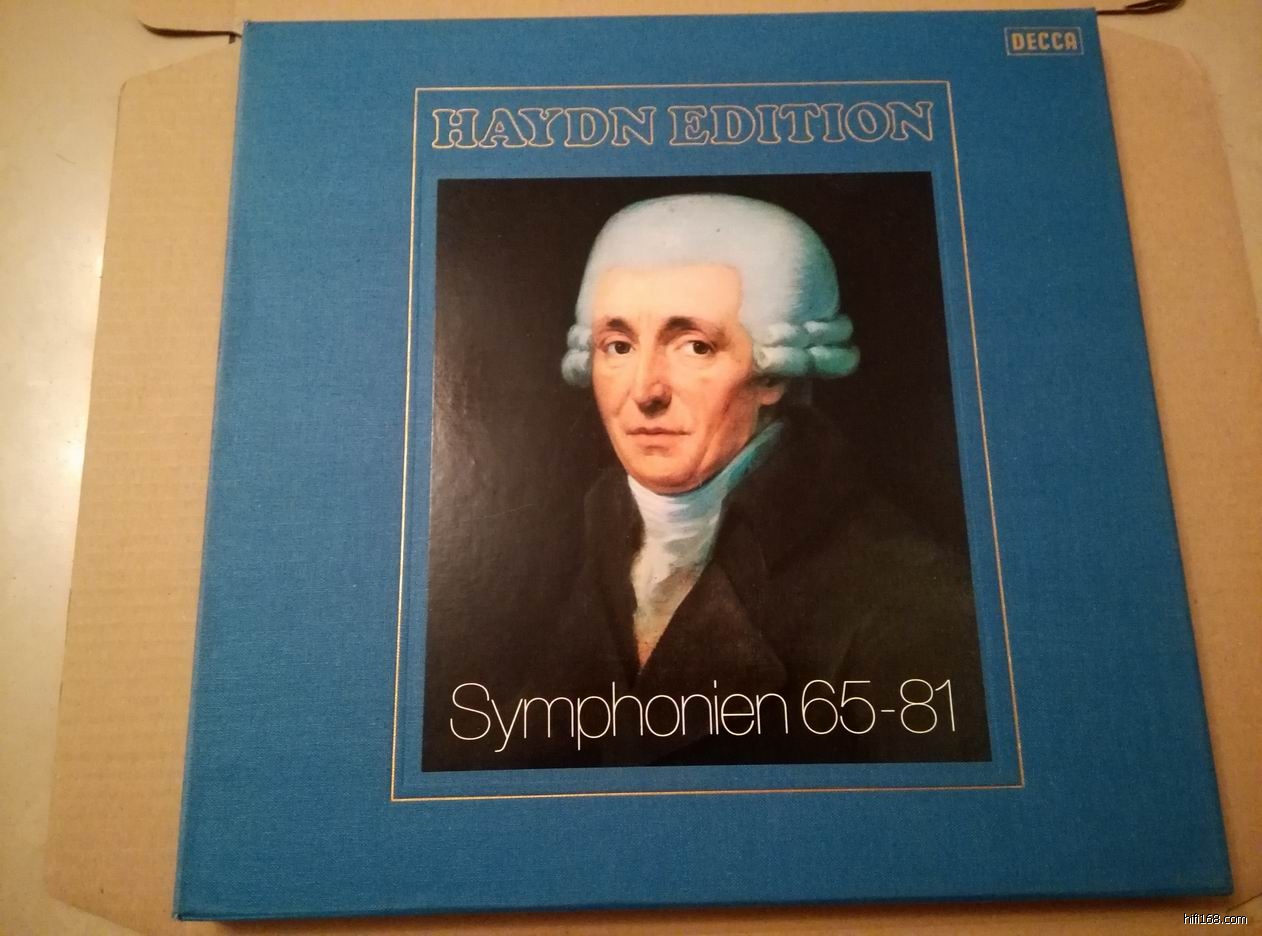 DECCA
HAYDN EDITION
Symphonien 65-81
hifi168.com